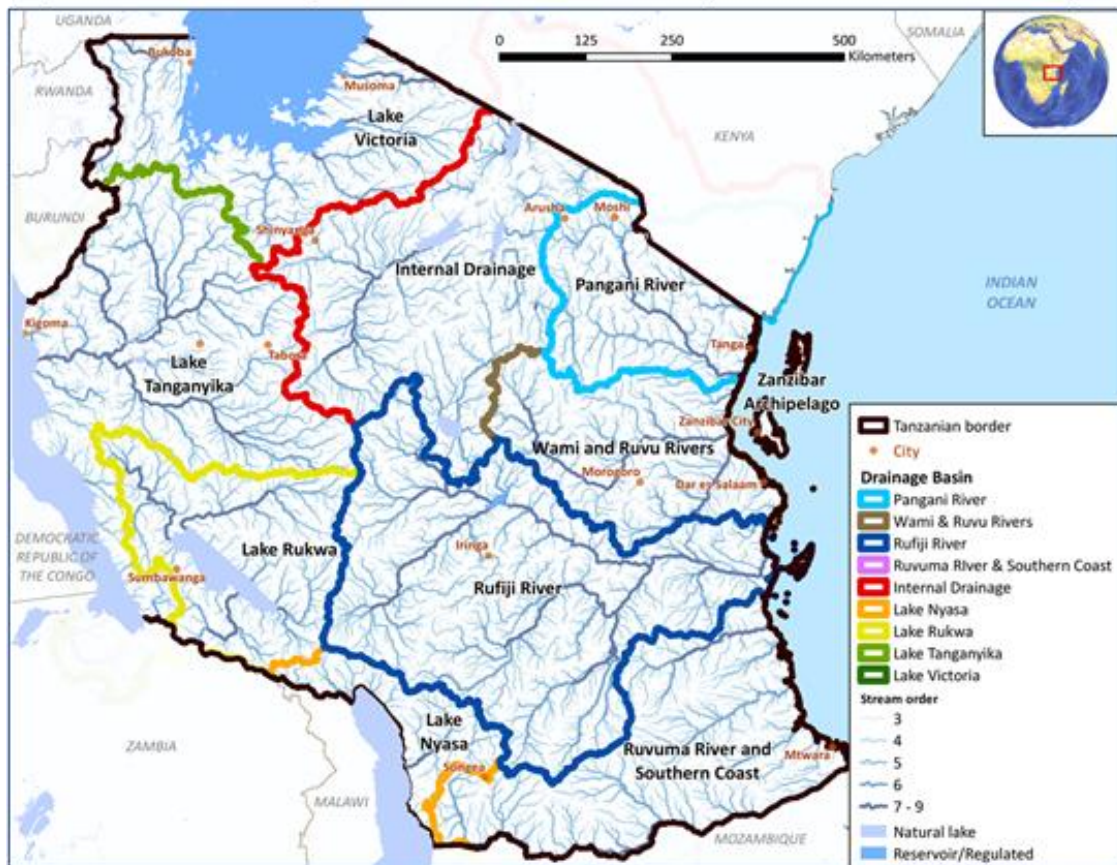 UGANDA
Bukoba
RWANDA
Musoma
Lake
Victoria
0 125 250 500
Kilometers
SOMALIA
KENYA
BURUNDI
Shinyanga
Arusha
Moshi
Internal Drainage
Pangani River
INDIAN
OCEAN
Kigoma
Lake
Tanganyika
Tabora
Tanga
Zanzibar
Archipelago
Zanzibar City
Wami and Ruvu Rivers
Morogoro
Dar es Salaam
DEMOCRATIC
REPUBLIC OF
THE CONGO
Sumbawanga
Lake Rukwa
Iringa
Rufiji River
ZAMBIA
Lake
Nyasa
Songea
Ruvuma River and
Southern Coast
Mtwara
MALAWI
MOZAMBIQUE
Tanzanian border
City
Drainage Basin
Pangani River
Wami & Ruvu Rivers
Rufiji River
Ruvuma River & Southern Coast
Internal Drainage
Lake Nyasa
Lake Rukwa
Lake Tanganyika
Lake Victoria
Stream order
3
4
5
6
7 - 9
Natural lake
Reservoir/Regulated